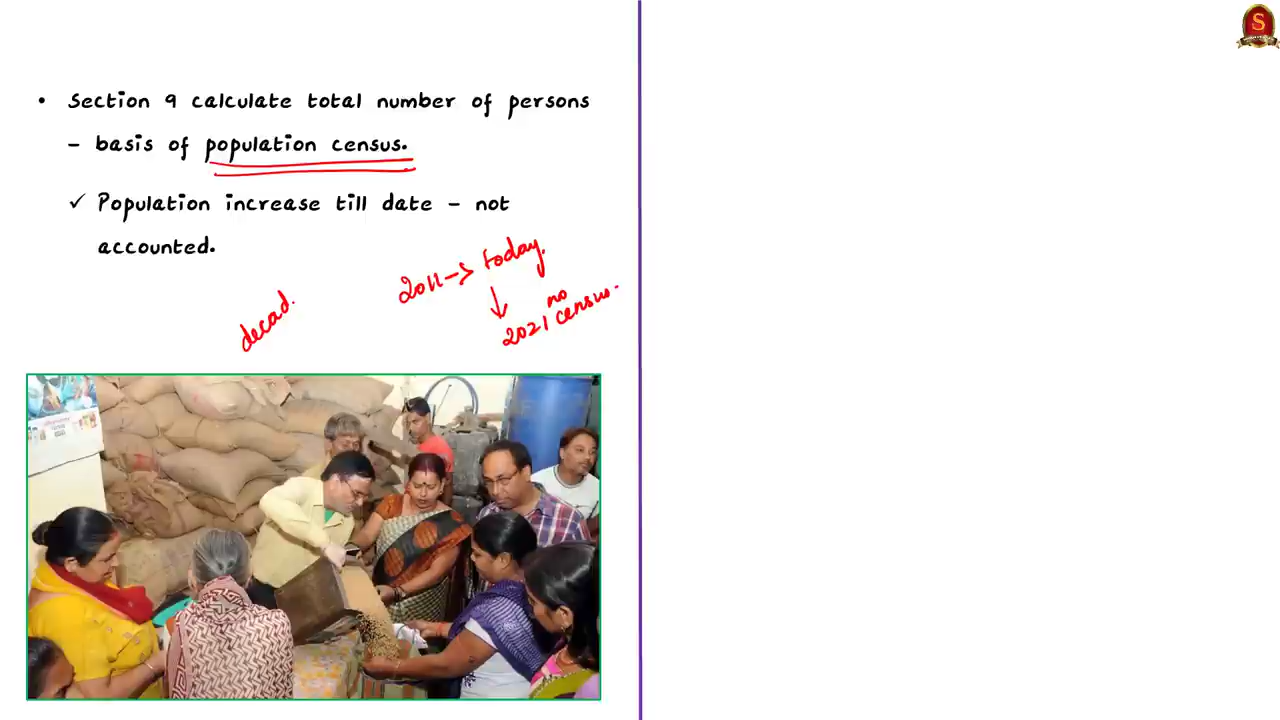 • Section 9 calculate total number of persons
- basis of population census.
✓ Population increase till date - not
accounted.
2011 → today.
↓
no
2021 census.
decad.
S